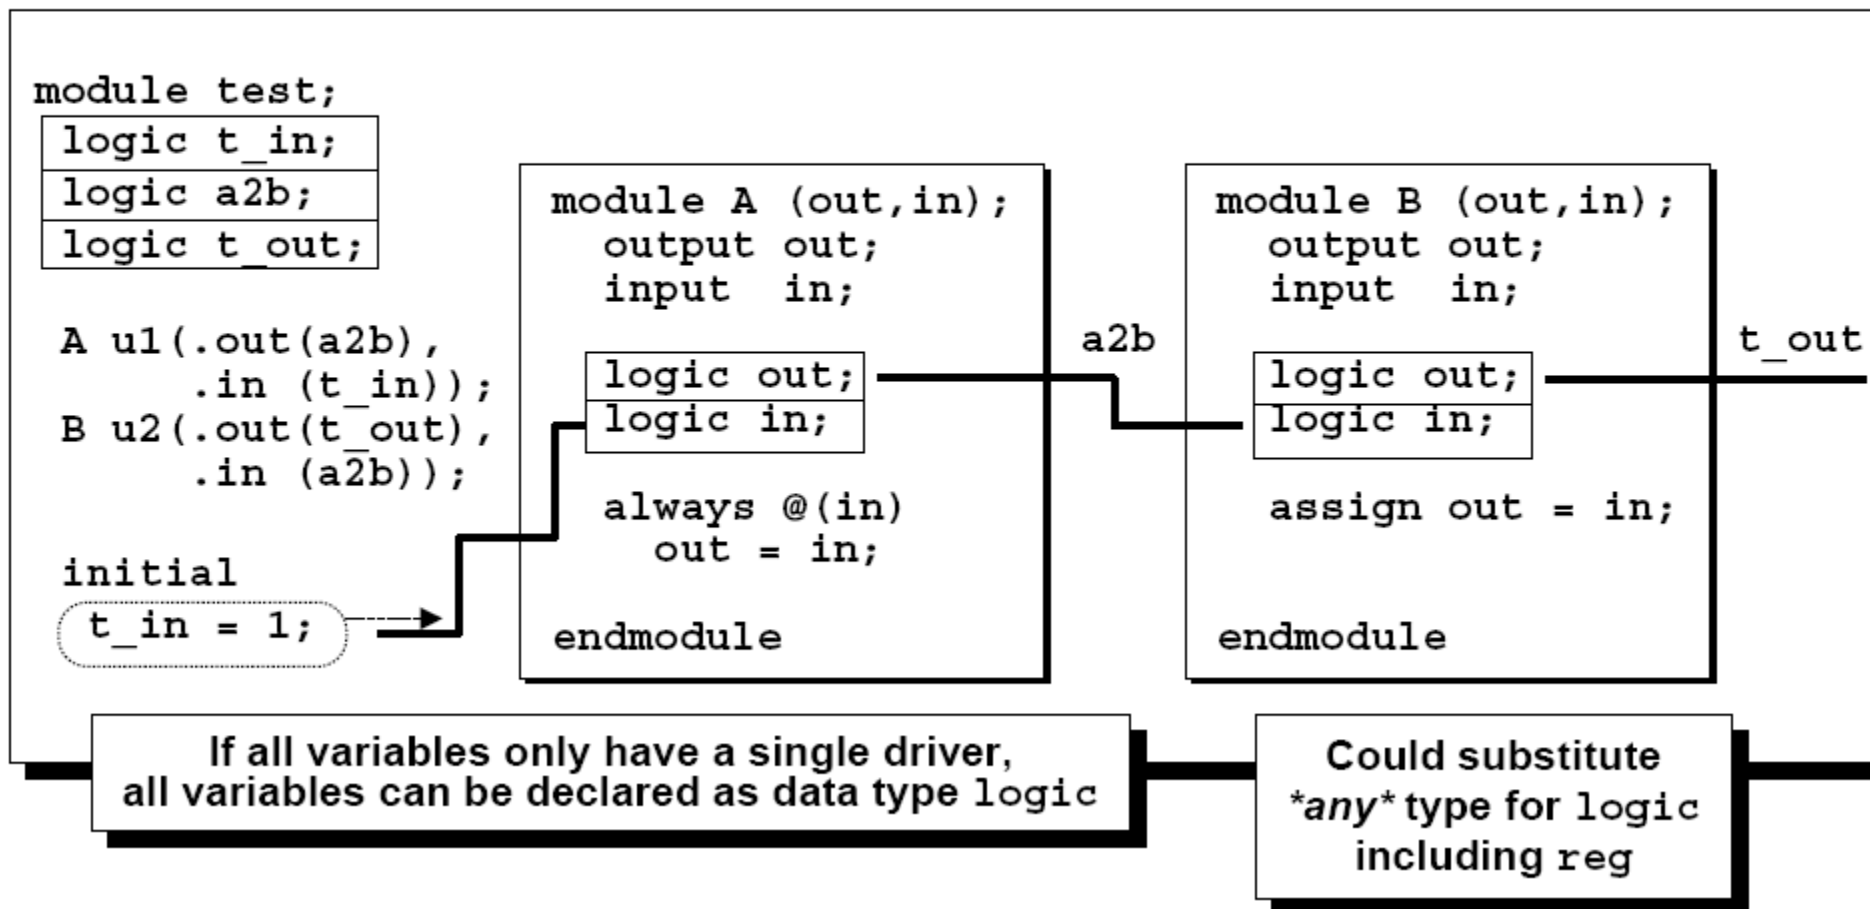 module test;
logic t_in;
logic a2b;
logic t_out;
A u1(.out(a2b),
.in (t_in));
B u2(.out(t_out),
.in (a2b));
initial
t_in = 1;
module A (out,in);
output out;
input  in;
logic out;
logic in;
always @(in)
out = in;
endmodule
a2b
module B (out,in);
output out;
input  in;
logic out;
logic in;
assign out = in;
endmodule
t_out
If all variables only have a single driver,
all variables can be declared as data type logic
Could substitute
*any* type for logic
including reg